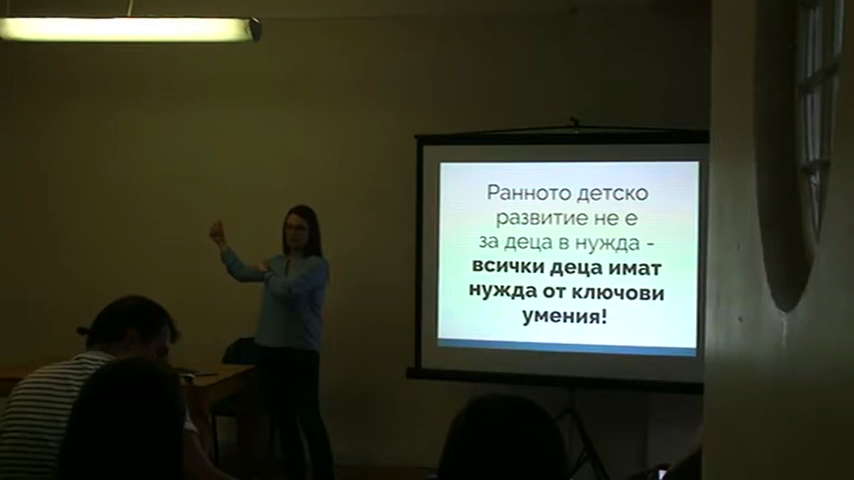 Ранното детско
развитие не е
за деца в нужда -
всички деца имат
нужда от ключови
умения!